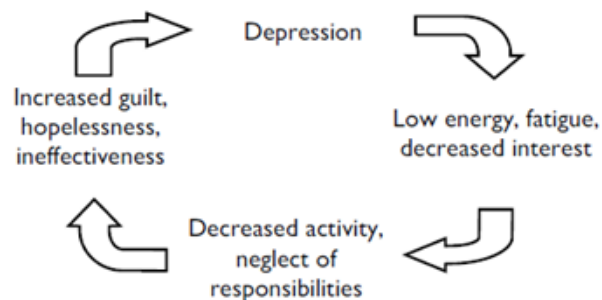 Depression
Low energy, fatigue,
decreased interest
Decreased activity,
neglect of
responsibilities
Increased guilt,
hopelessness,
ineffectiveness